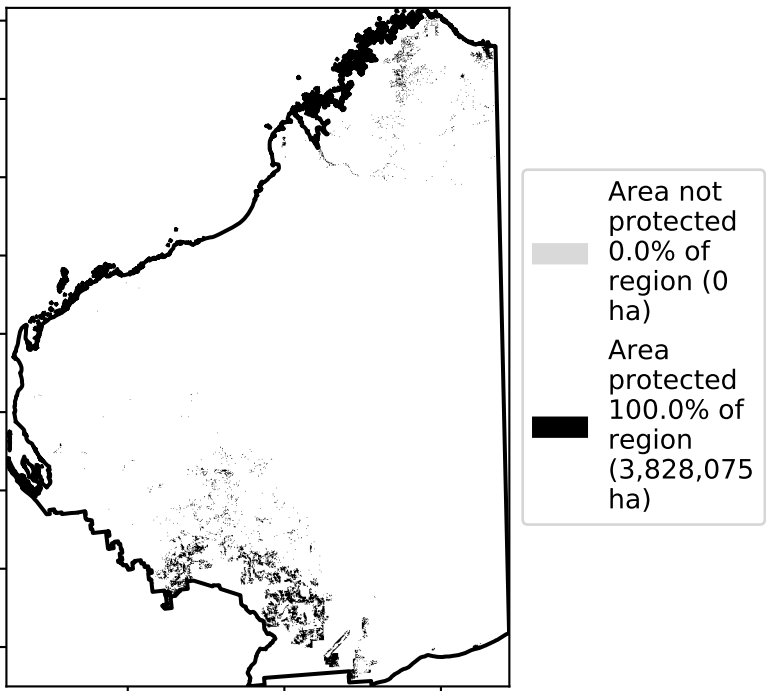 Area not
protected
0.0% of
region (0
ha)
Area
protected
100.0% of
region
(3,828,075
ha)